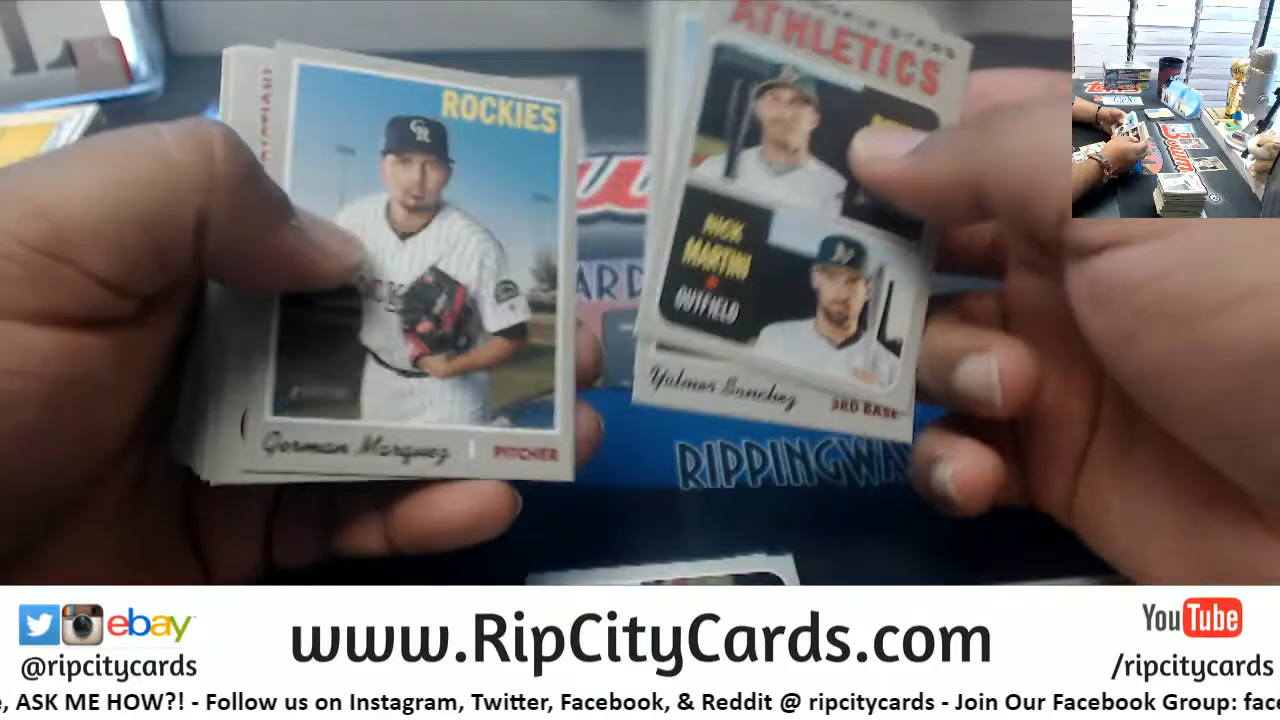 ROCKIES
German Marquez
PITCHER
ATHLETICS
NICK
MARTINI
OUTFIELD
Yolmer Sanchez
3RD BASE
RIPPINGWA
ebay
@ripcitycards
www.RipCityCards.com
YouTube
/ripcitycards
, ASK ME HOW?! - Follow us on Instagram, Twitter, Facebook, & Reddit @ ripcitycards - Join Our Facebook Group: